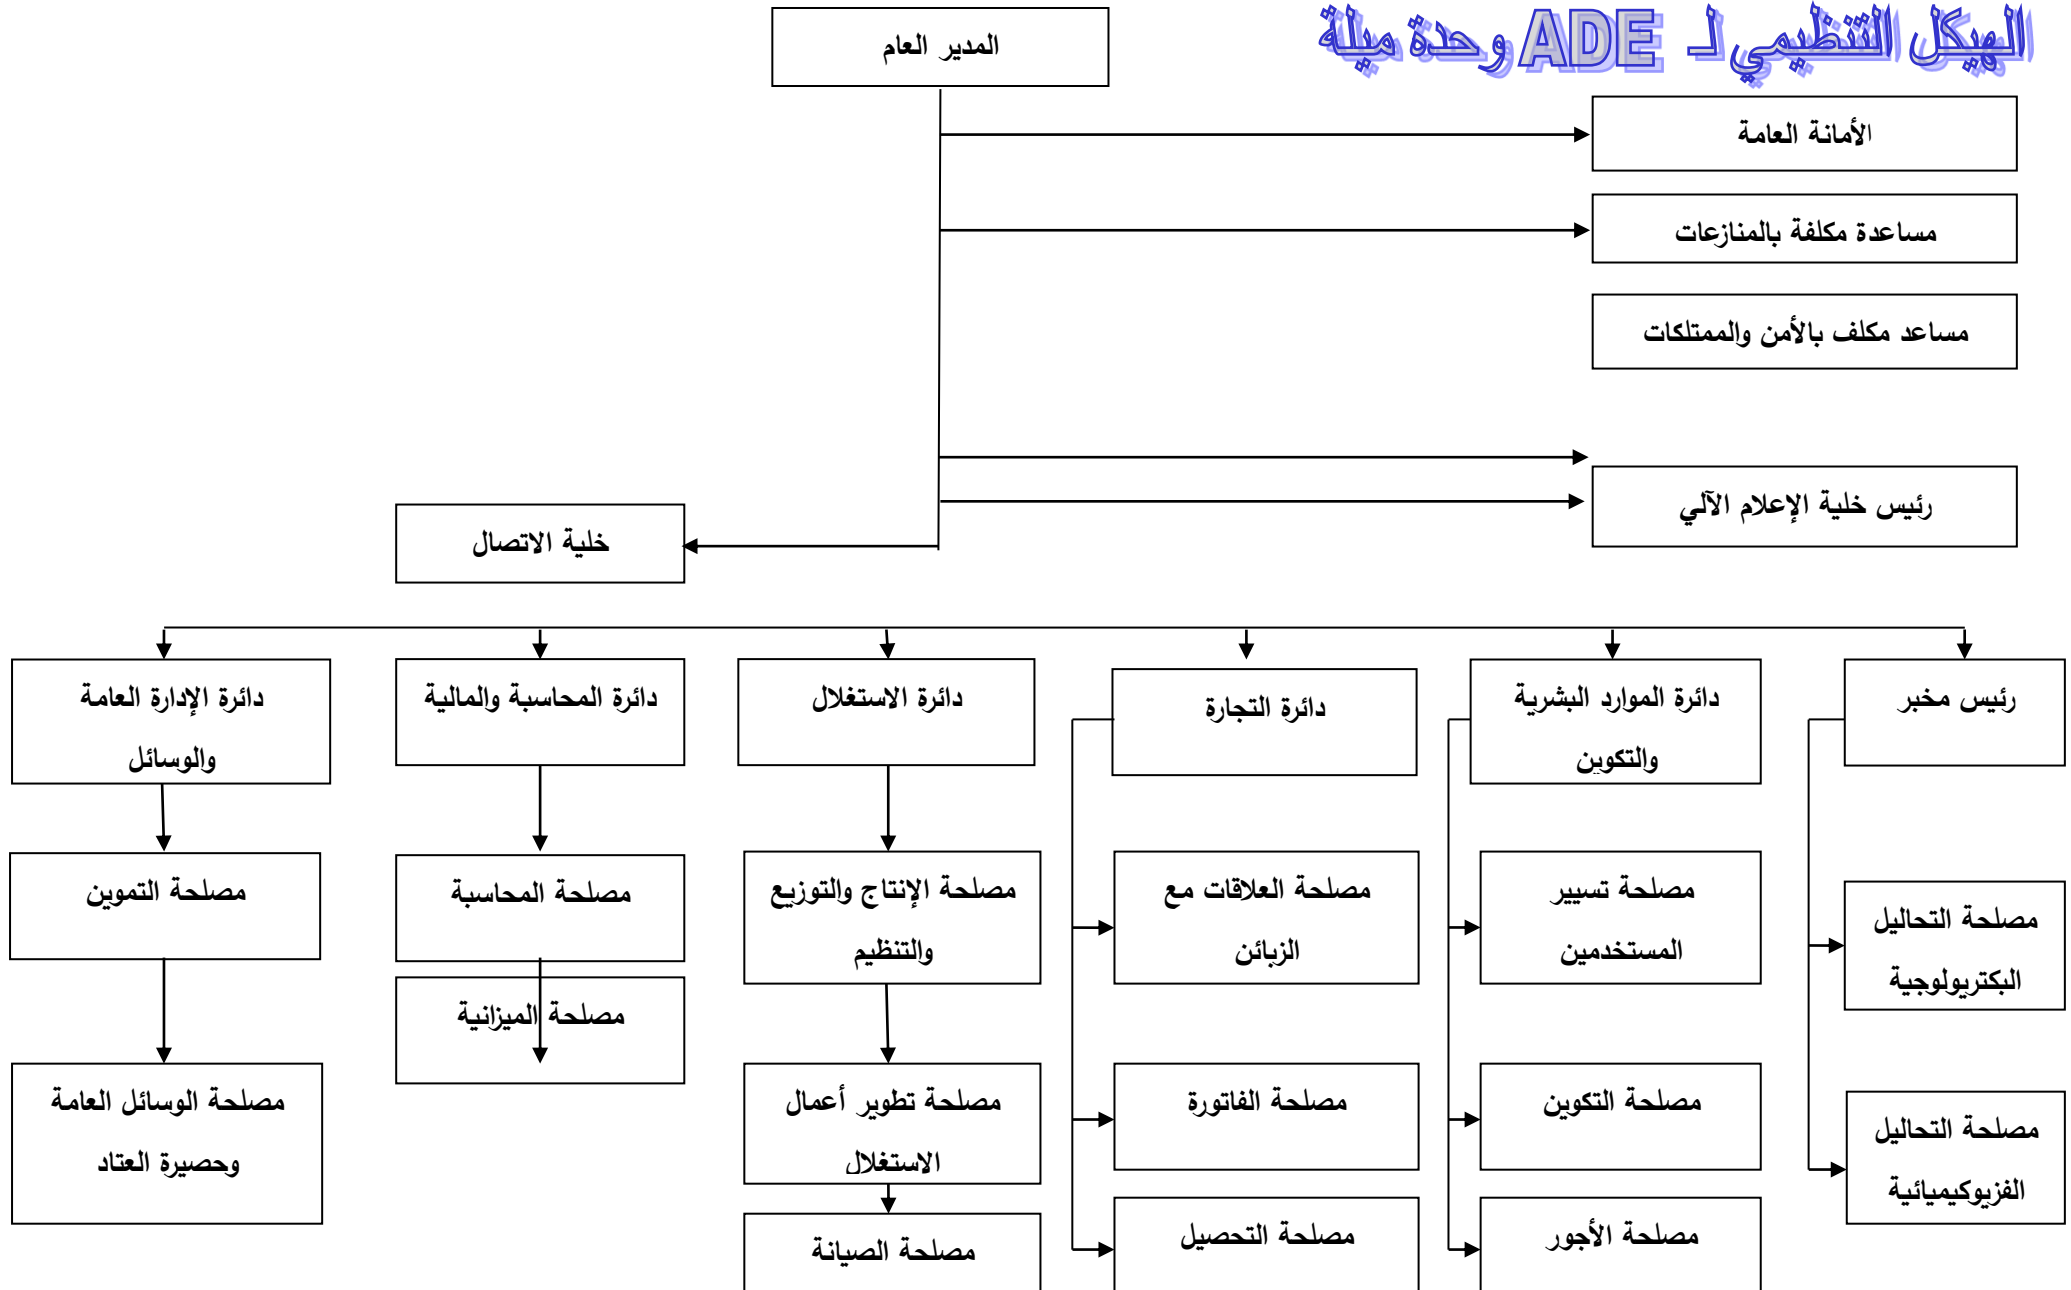 الهيكل التنظيمي لـ ADE وحدة ميلة
المدير العام
الأمانة العامة
مساعدة مكلفة بالمنازعات
مساعد مكلف بالأمن والممتلكات
رئيس خلية الإعلام الآلي
خلية الاتصال
رئيس مخبر
دائرة الموارد البشرية
والتكوين
دائرة التجارة
دائرة الاستغلال
دائرة المحاسبة والمالية
دائرة الإدارة العامة
والوسائل
مصلحة التحاليل
البكتريولوجية
مصلحة تسيير
المستخدمين
مصلحة العلاقات مع
الزبائن
مصلحة الإنتاج والتوزيع
والتنظيم
مصلحة المحاسبة
مصلحة التموين
مصلحة الميزانية
مصلحة التحاليل
الفزيوكيميائية
مصلحة التكوين
مصلحة الفاتورة
مصلحة تطوير أعمال
الاستغلال
مصلحة الوسائل العامة
وحصيرة العتاد
مصلحة الأجور
مصلحة التحصيل
مصلحة الصيانة